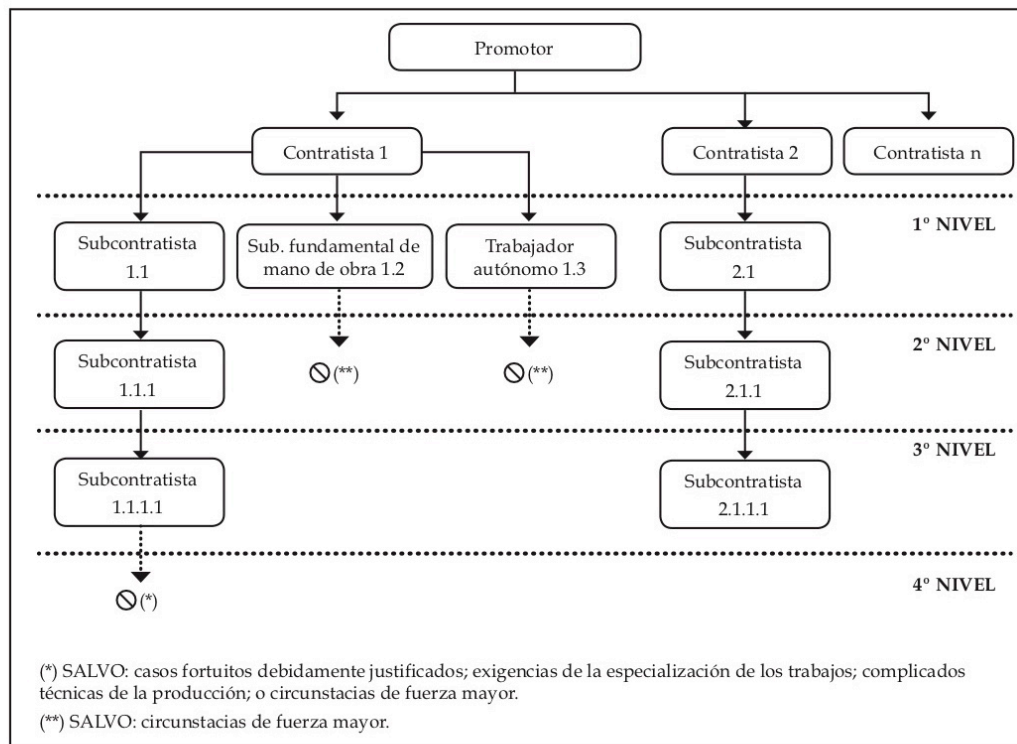 Promotor
Contratista 1
Contratista 2
Contratista n
1º NIVEL
Subcontratista
1.1
Sub. fundamental de
mano de obra 1.2
Trabajador
autónomo 1.3
Subcontratista
2.1
2º NIVEL
Subcontratista
1.1.1
(**)
(**)
Subcontratista
2.1.1
3º NIVEL
Subcontratista
1.1.1.1
Subcontratista
2.1.1.1
4º NIVEL
(*)
(*) SALVO: casos fortuitos debidamente justificados; exigencias de la especialización de los trabajos; complicados
técnicas de la producción; o circunstacias de fuerza mayor.
(**) SALVO: circunstacias de fuerza mayor.